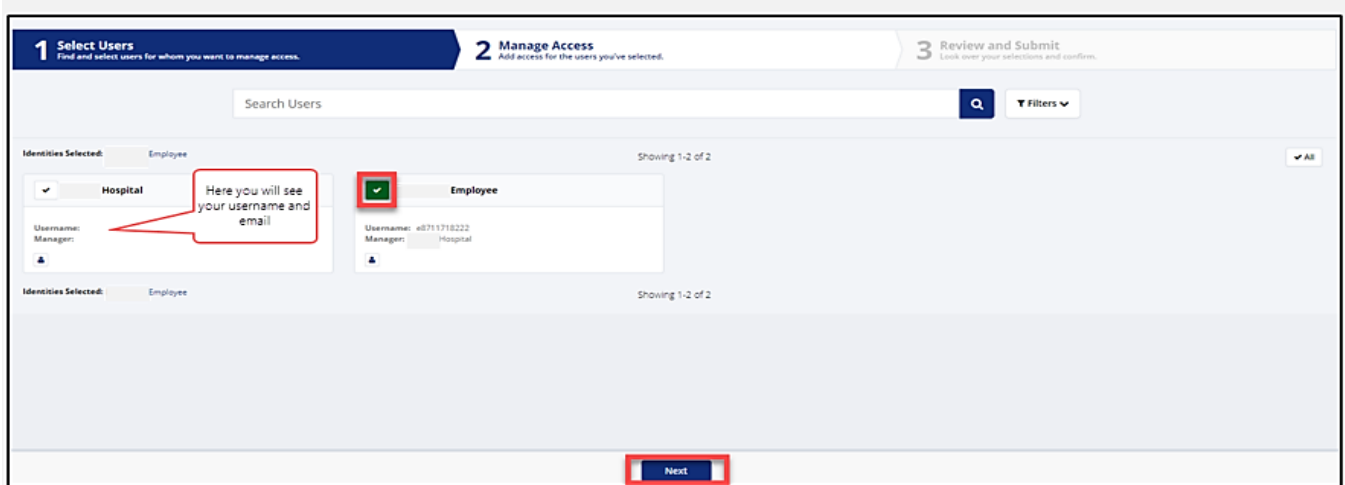 1 Select Users
Find and select users for whom you want to manage access.
2 Manage Access
Add access for the users you've selected.
3 Review and Submit
Look over your selections and confirm.
Search Users
Filters
Identities Selected: Employee
Showing 1-2 of 2
All
Hospital
Here you will see
your username and
email
Username:
Manager:
Employee
Username: e8711718222
Manager: Hospital
Identities Selected: Employee
Showing 1-2 of 2
Next